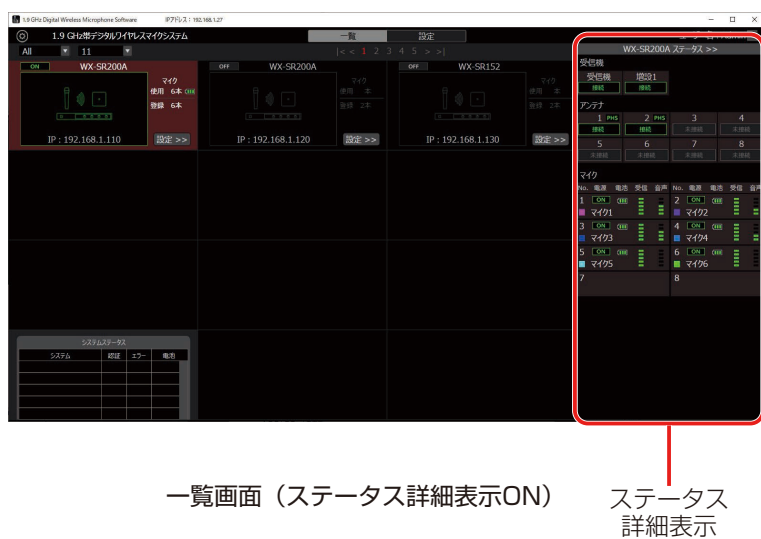 1.9 GHz Digital Wireless Microphone Software IPアドレス：192.168.1.27
1.9 GHz帯デジタルワイヤレスマイクシステム 一覧 設定
All 11 |< < 1 2 3 4 5 > >|
WX-SR200A ステータス >>
ON WX-SR200A
マイク
使用 6本
登録 6本
IP : 192.168.1.110 設定 >>
OFF WX-SR200A
マイク
使用 本
登録 2本
IP : 192.168.1.120 設定 >>
OFF WX-SR152
マイク
使用 本
登録 2本
IP : 192.168.1.130 設定 >>
受信機
受信機 増設1
接続 接続
アンテナ
1 PHS 2 PHS 3 4
接続 接続 未接続 未接続
5 6 7 8
未接続 未接続 未接続 未接続
マイク
No. 電源 電池 受信 音声 No. 電源 電池 受信 音声
1 ON 2 ON
マイク1 マイク2
3 ON 4 ON
マイク3 マイク4
5 ON 6 ON
マイク5 マイク6
7 8
システムステータス
システム 認証 エラー 電池
一覧画面（ステータス詳細表示ON）
ステータス
詳細表示